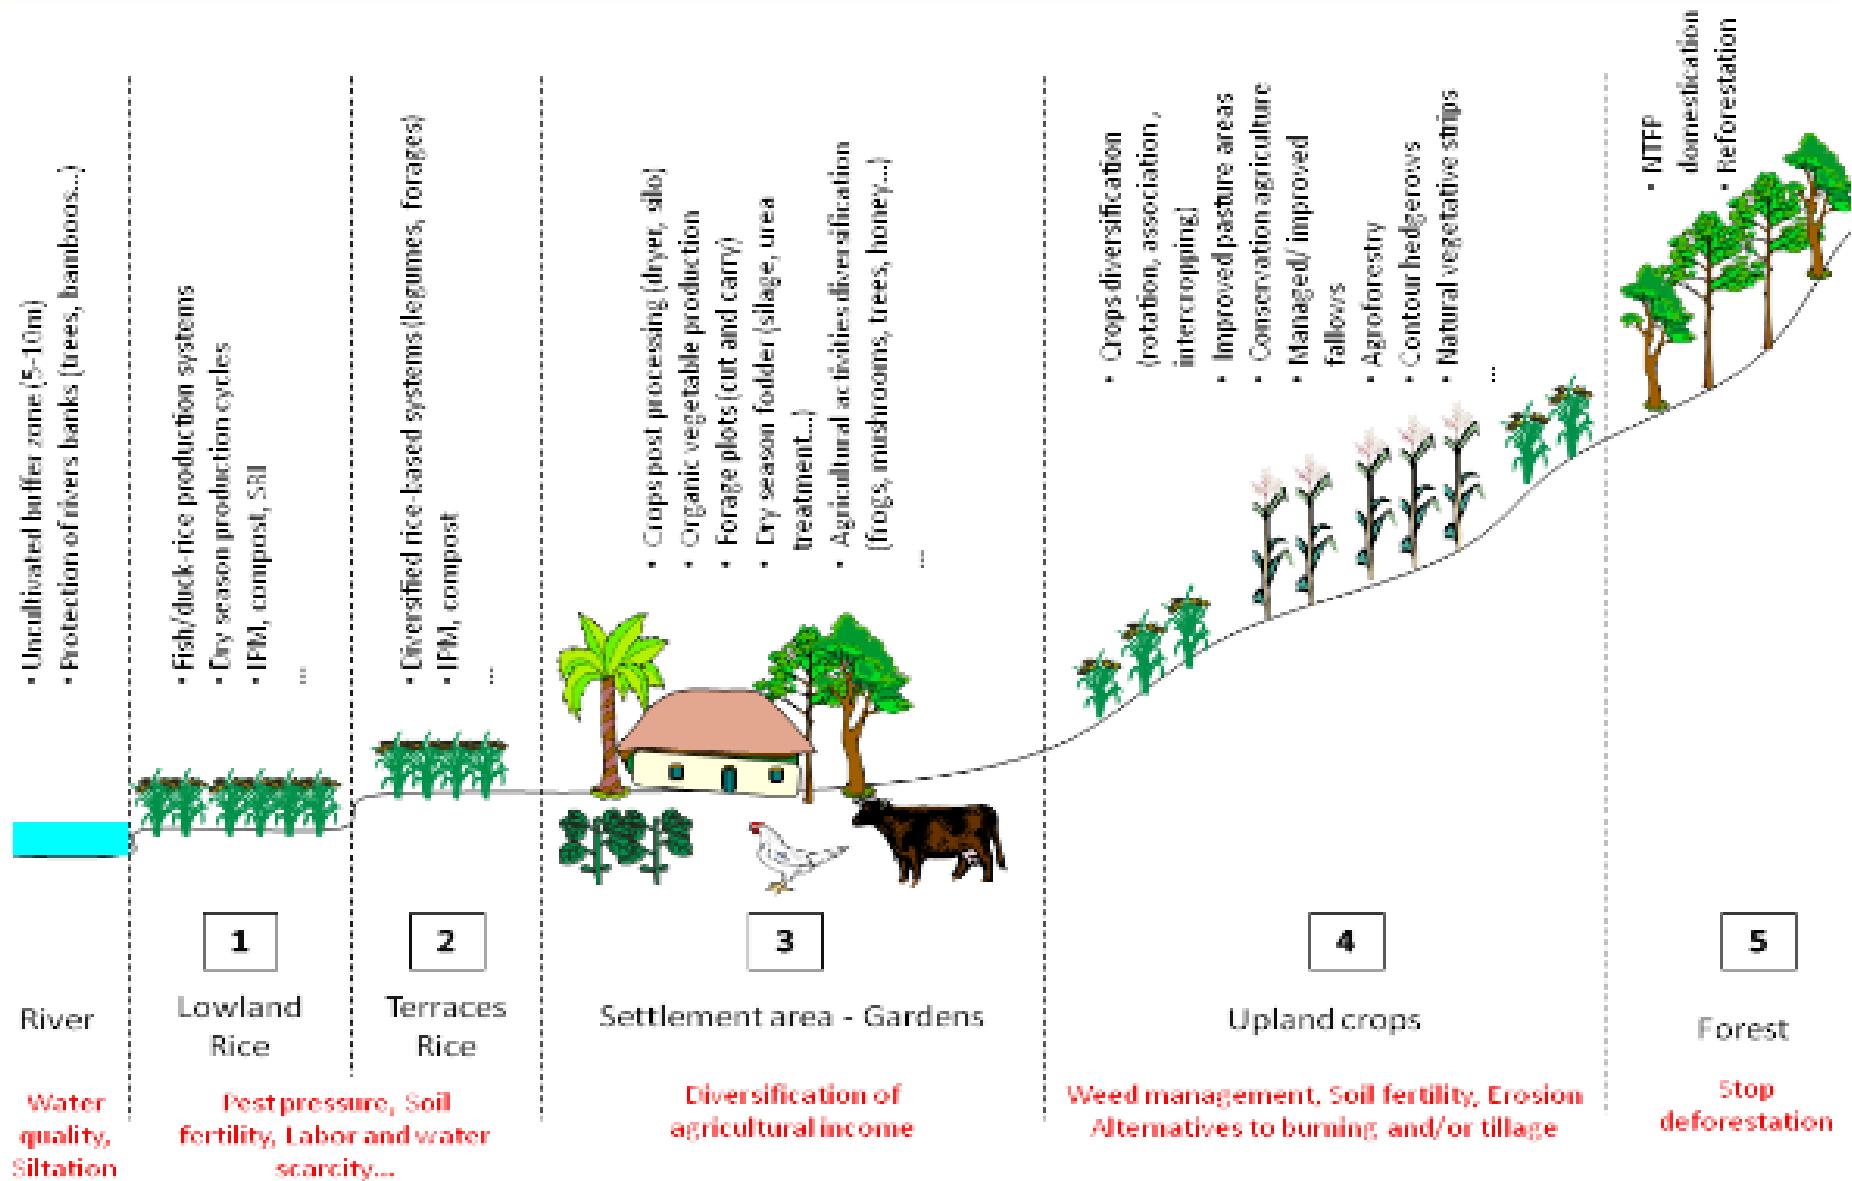 • Uncultivated buffer zone (5-10m)
• Protection of rivers banks (trees, bamboos...)
• Fish/duck-rice production systems
• Dry season production cycles
• IPM, compost, SRI
...
• Diversified rice-based systems (legumes, forages)
• IPM, compost
...
• Crops post processing (dryer, silo)
• Organic vegetable production
• Forage plots (cut and carry)
• Dry season fodder (silage, urea
treatment...)
• Agricultural activities diversification
(frogs, mushrooms, trees, honey...)
...
• Crops diversification
(rotation, association,
intercropping)
• Improved pasture areas
• Conservation agriculture
• Managed/ improved
fallows
• Agroforestry
• Contour hedgerows
• Natural vegetative strips
...
• NTFP
domestication
• Reforestation
1
2
3
4
5
River
Lowland
Rice
Terraces
Rice
Settlement area - Gardens
Upland crops
Forest
Water
quality,
Siltation
Pest pressure, Soil
fertility, Labor and water
scarcity...
Diversification of
agricultural income
Weed management, Soil fertility, Erosion
Alternatives to burning and/or tillage
Stop
deforestation